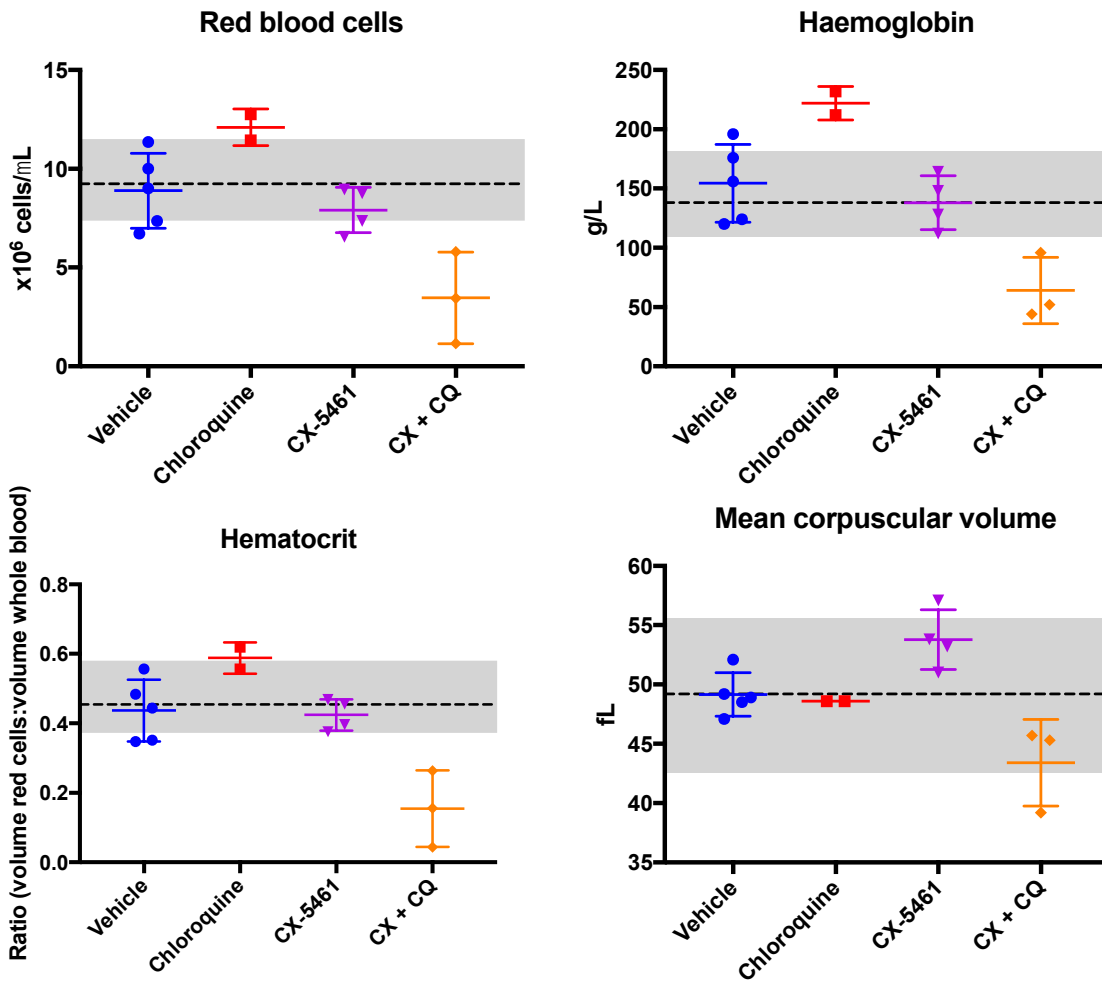 Red blood cells
x10⁶ cells/mL
15
10
5
0
Vehicle
Chloroquine
CX-5461
CX + CQ
Haemoglobin
g/L
250
200
150
100
50
0
Vehicle
Chloroquine
CX-5461
CX + CQ
Hematocrit
Ratio (volume red cells:volume whole blood)
0.8
0.6
0.4
0.2
0.0
Vehicle
Chloroquine
CX-5461
CX + CQ
Mean corpuscular volume
fL
60
55
50
45
40
35
Vehicle
Chloroquine
CX-5461
CX + CQ